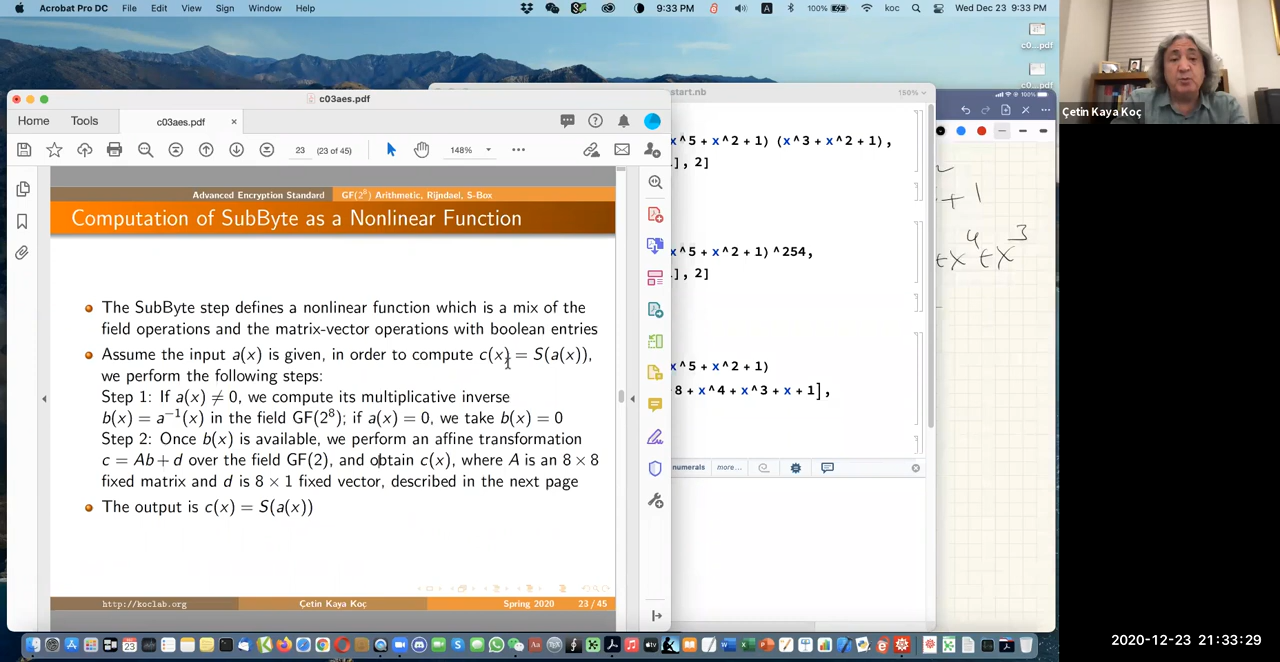 Acrobat Pro DC File Edit View Sign Window Help
9:33 PM A 100% koc Wed Dec 23 9:33 PM
c0...pdf
c0...pdf
Çetin Kaya Koç
c03aes.pdf
start.nb
150%
Home Tools c03aes.pdf ×
23 (23 of 45) 148%
Advanced Encryption Standard GF(2⁸) Arithmetic, Rijndael, S-Box
Computation of SubByte as a Nonlinear Function
The SubByte step defines a nonlinear function which is a mix of the
field operations and the matrix-vector operations with boolean entries
Assume the input a(x) is given, in order to compute c(x) = S(a(x)),
we perform the following steps:
Step 1: If a(x) ≠ 0, we compute its multiplicative inverse
b(x) = a⁻¹(x) in the field GF(2⁸); if a(x) = 0, we take b(x) = 0
Step 2: Once b(x) is available, we perform an affine transformation
c = Ab + d over the field GF(2), and obtain c(x), where A is an 8 × 8
fixed matrix and d is 8 × 1 fixed vector, described in the next page
The output is c(x) = S(a(x))
http://koclab.org Çetin Kaya Koç Spring 2020 23 / 45
x^5 + x^2 + 1) (x^3 + x^2 + 1),
], 2]
x^5 + x^2 + 1) ^254,
], 2]
x^5 + x^2 + 1)
8 + x^4 + x^3 + x + 1],
numerals more...
+ 1
+x⁴+x³
2020-12-23 21:33:29